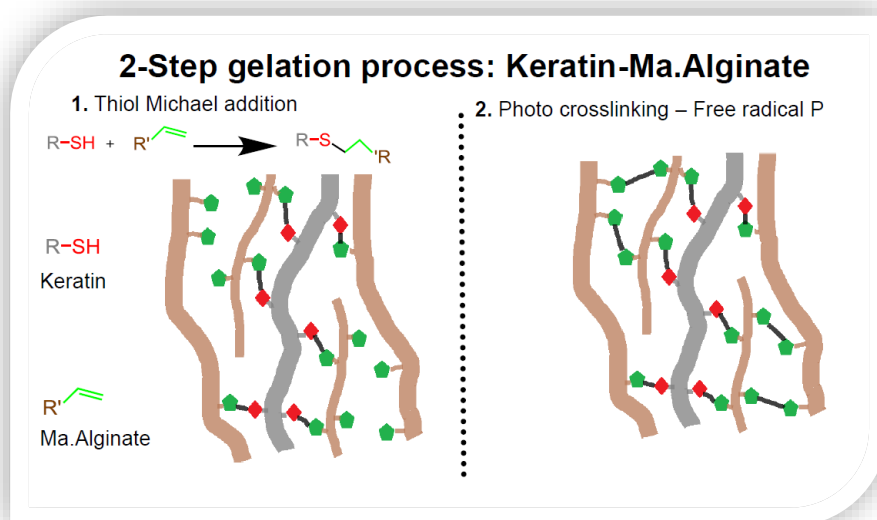 2-Step gelation process: Keratin-Ma.Alginate
1. Thiol Michael addition
R-SH + R' R-S 'R
R-SH
Keratin
R'
Ma.Alginate
2. Photo crosslinking – Free radical P